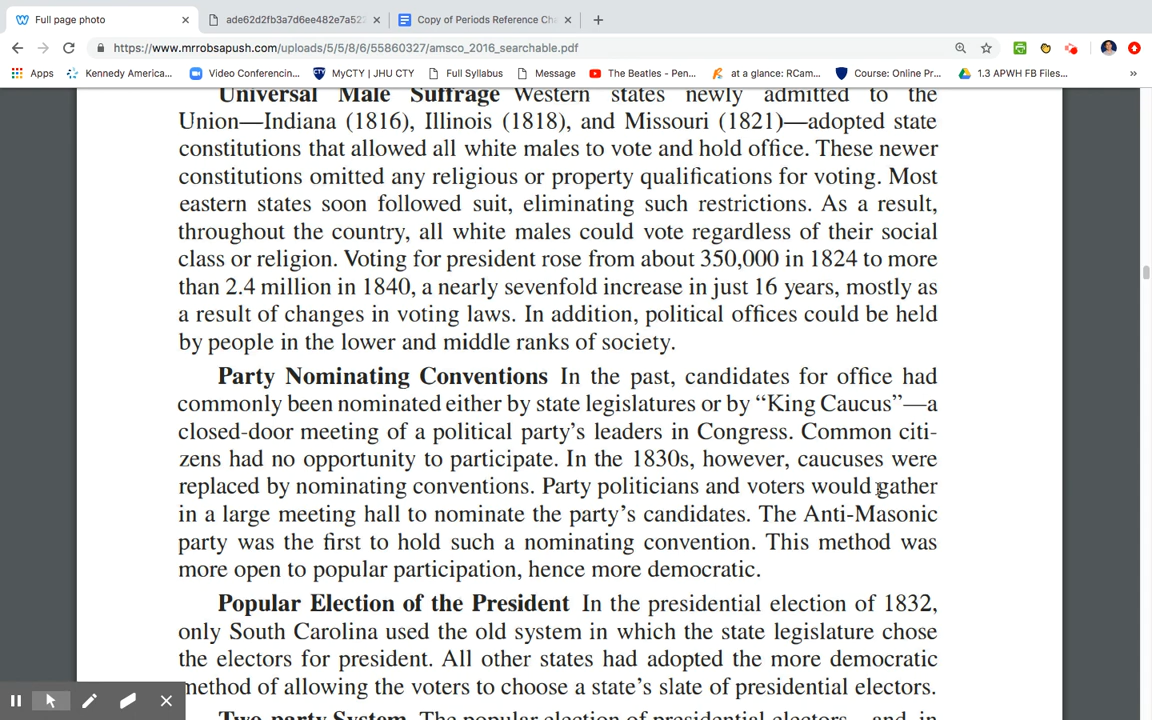 Full page photo
ade62d2fb3a7d6ee482e7a522
Copy of Periods Reference Ch
https://www.mrrobsapush.com/uploads/5/5/8/6/55860327/amsco_2016_searchable.pdf
Apps Kennedy America... Video Conferencin... CTY MyCTY | JHU CTY Full Syllabus Message The Beatles - Pen... at a glance: RCam... Course: Online Pr... 1.3 APWH FB Files... »
Universal Male Suffrage Western states newly admitted to the
Union—Indiana (1816), Illinois (1818), and Missouri (1821)—adopted state
constitutions that allowed all white males to vote and hold office. These newer
constitutions omitted any religious or property qualifications for voting. Most
eastern states soon followed suit, eliminating such restrictions. As a result,
throughout the country, all white males could vote regardless of their social
class or religion. Voting for president rose from about 350,000 in 1824 to more
than 2.4 million in 1840, a nearly sevenfold increase in just 16 years, mostly as
a result of changes in voting laws. In addition, political offices could be held
by people in the lower and middle ranks of society.
Party Nominating Conventions In the past, candidates for office had
commonly been nominated either by state legislatures or by “King Caucus”—a
closed-door meeting of a political party’s leaders in Congress. Common citi-
zens had no opportunity to participate. In the 1830s, however, caucuses were
replaced by nominating conventions. Party politicians and voters would gather
in a large meeting hall to nominate the party’s candidates. The Anti-Masonic
party was the first to hold such a nominating convention. This method was
more open to popular participation, hence more democratic.
Popular Election of the President In the presidential election of 1832,
only South Carolina used the old system in which the state legislature chose
the electors for president. All other states had adopted the more democratic
method of allowing the voters to choose a state’s slate of presidential electors.
Two-party System The popular election of presidential electors—and, in